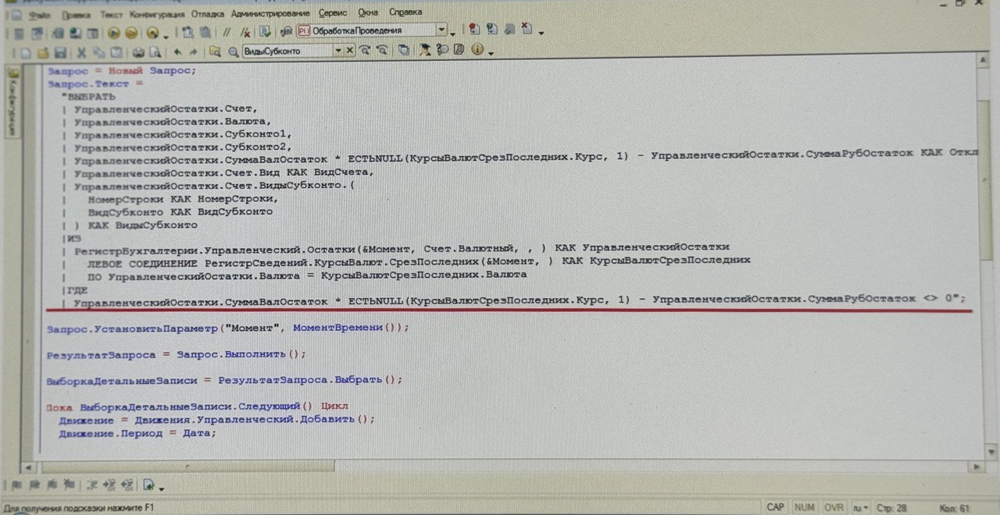 Файл Правка Текст Конфигурация Отладка Администрирование Сервис Окна Справка
ОбработкаПроведения
ВидыСубконто
Конфигурация
Запрос = Новый Запрос;
Запрос.Текст =
"ВЫБРАТЬ
| УправленческийОстатки.Счет,
| УправленческийОстатки.Валюта,
| УправленческийОстатки.Субконто1,
| УправленческийОстатки.Субконто2,
| УправленческийОстатки.СуммаВалОстаток * ЕСТЬNULL(КурсыВалютСрезПоследних.Курс, 1) - УправленческийОстатки.СуммаРубОстаток КАК Откл
| УправленческийОстатки.Счет.Вид КАК ВидСчета,
| УправленческийОстатки.Счет.ВидыСубконто.(
| НомерСтроки КАК НомерСтроки,
| ВидСубконто КАК ВидСубконто
| ) КАК ВидыСубконто
|ИЗ
| РегистрБухгалтерии.Управленческий.Остатки(&Момент, Счет.Валютный, , ) КАК УправленческийОстатки
| ЛЕВОЕ СОЕДИНЕНИЕ РегистрСведений.КурсыВалют.СрезПоследних(&Момент, ) КАК КурсыВалютСрезПоследних
| ПО УправленческийОстатки.Валюта = КурсыВалютСрезПоследних.Валюта
|ГДЕ
| УправленческийОстатки.СуммаВалОстаток * ЕСТЬNULL(КурсыВалютСрезПоследних.Курс, 1) - УправленческийОстатки.СуммаРубОстаток <> 0";
Запрос.УстановитьПараметр("Момент", МоментВремени());
РезультатЗапроса = Запрос.Выполнить();
ВыборкаДетальныеЗаписи = РезультатЗапроса.Выбрать();
Пока ВыборкаДетальныеЗаписи.Следующий() Цикл
Движение = Движения.Управленческий.Добавить();
Движение.Период = Дата;
Для получения подсказки нажмите F1 CAP NUM OVR ru Стр: 28 Кол: 61